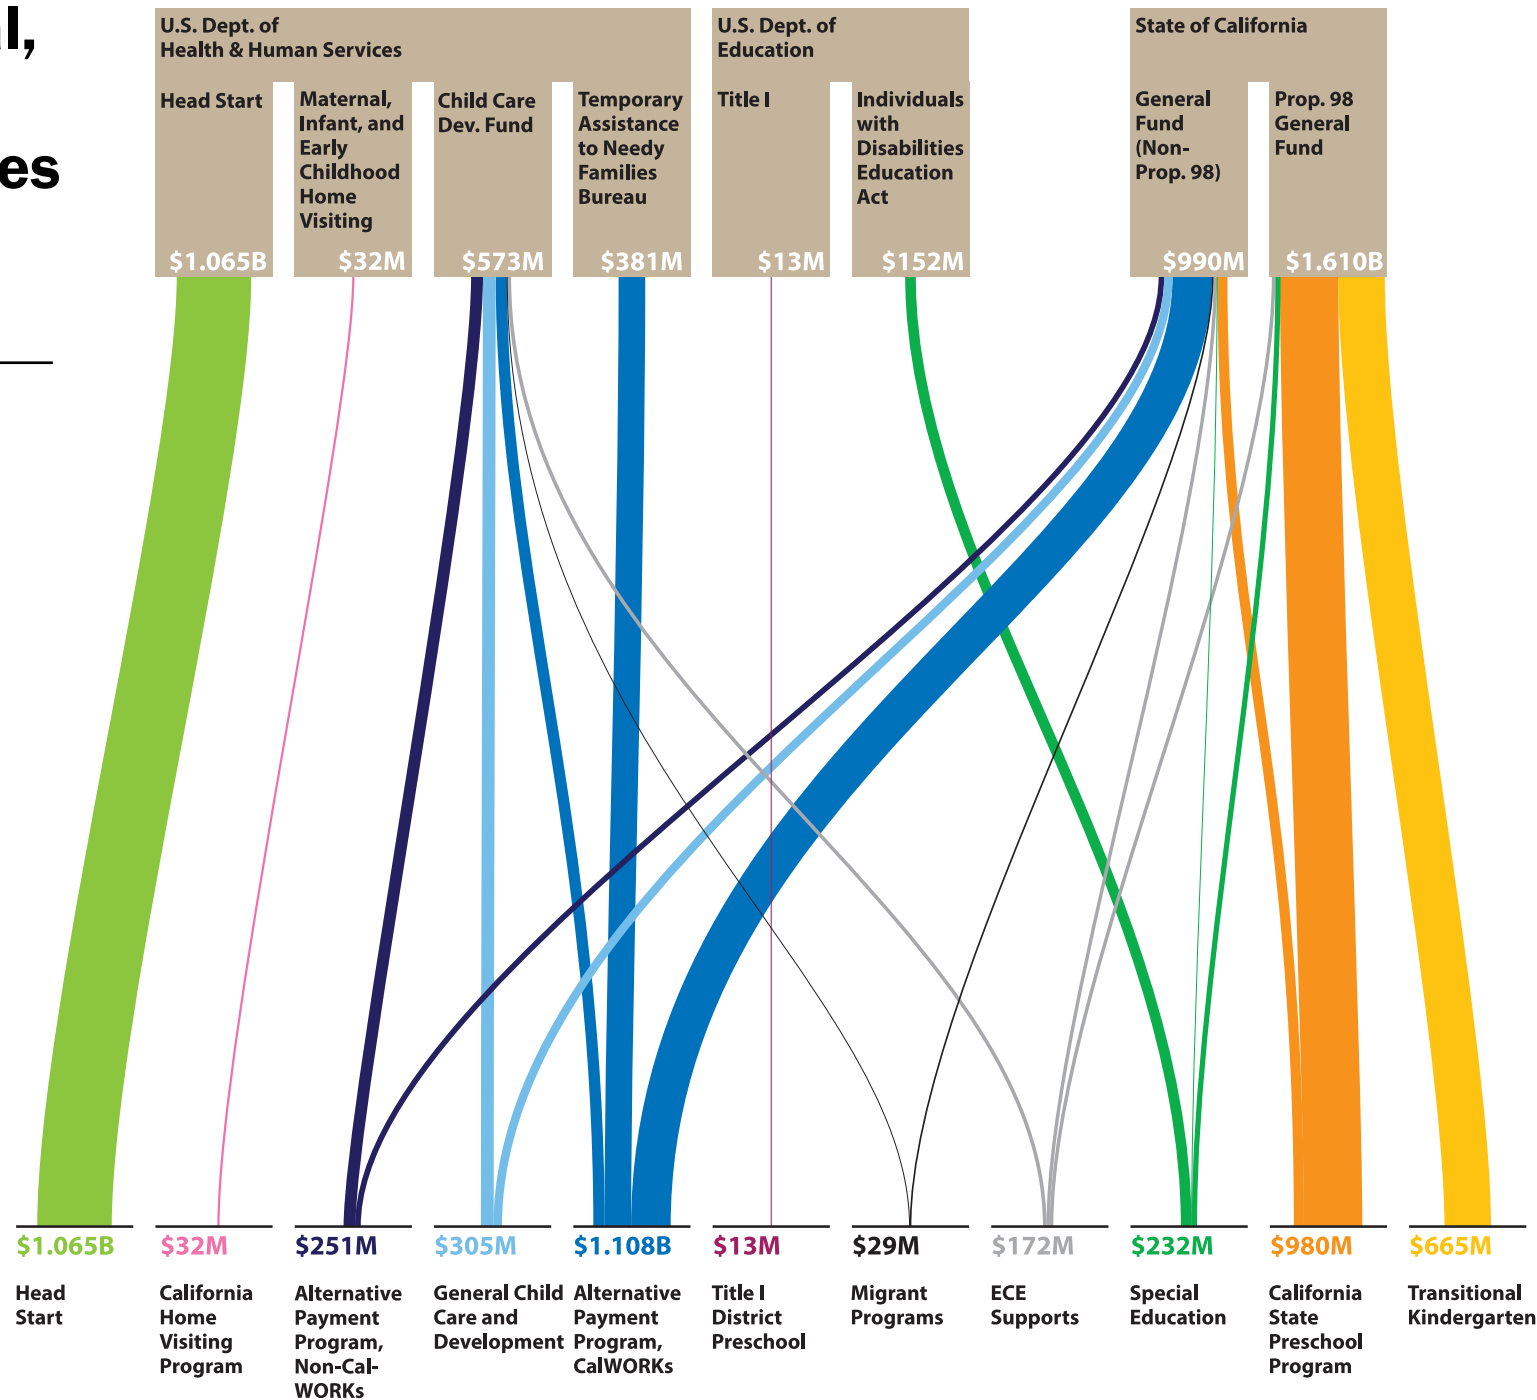 U.S. Dept. of
Health & Human Services
U.S. Dept. of
Education
State of California
Head Start
Maternal,
Infant, and
Early
Childhood
Home
Visiting
Child Care
Dev. Fund
Temporary
Assistance
to Needy
Families
Bureau
Title I
Individuals
with
Disabilities
Education
Act
General
Fund
(Non-
Prop. 98)
Prop. 98
General
Fund
$1.065B
$32M
$573M
$381M
$13M
$152M
$990M
$1.610B
$1.065B
$32M
$251M
$305M
$1.108B
$13M
$29M
$172M
$232M
$980M
$665M
Head
Start
California
Home
Visiting
Program
Alternative
Payment
Program,
Non-Cal-
WORKs
General Child
Care and
Development
Alternative
Payment
Program,
CalWORKs
Title I
District
Preschool
Migrant
Programs
ECE
Supports
Special
Education
California
State
Preschool
Program
Transitional
Kindergarten